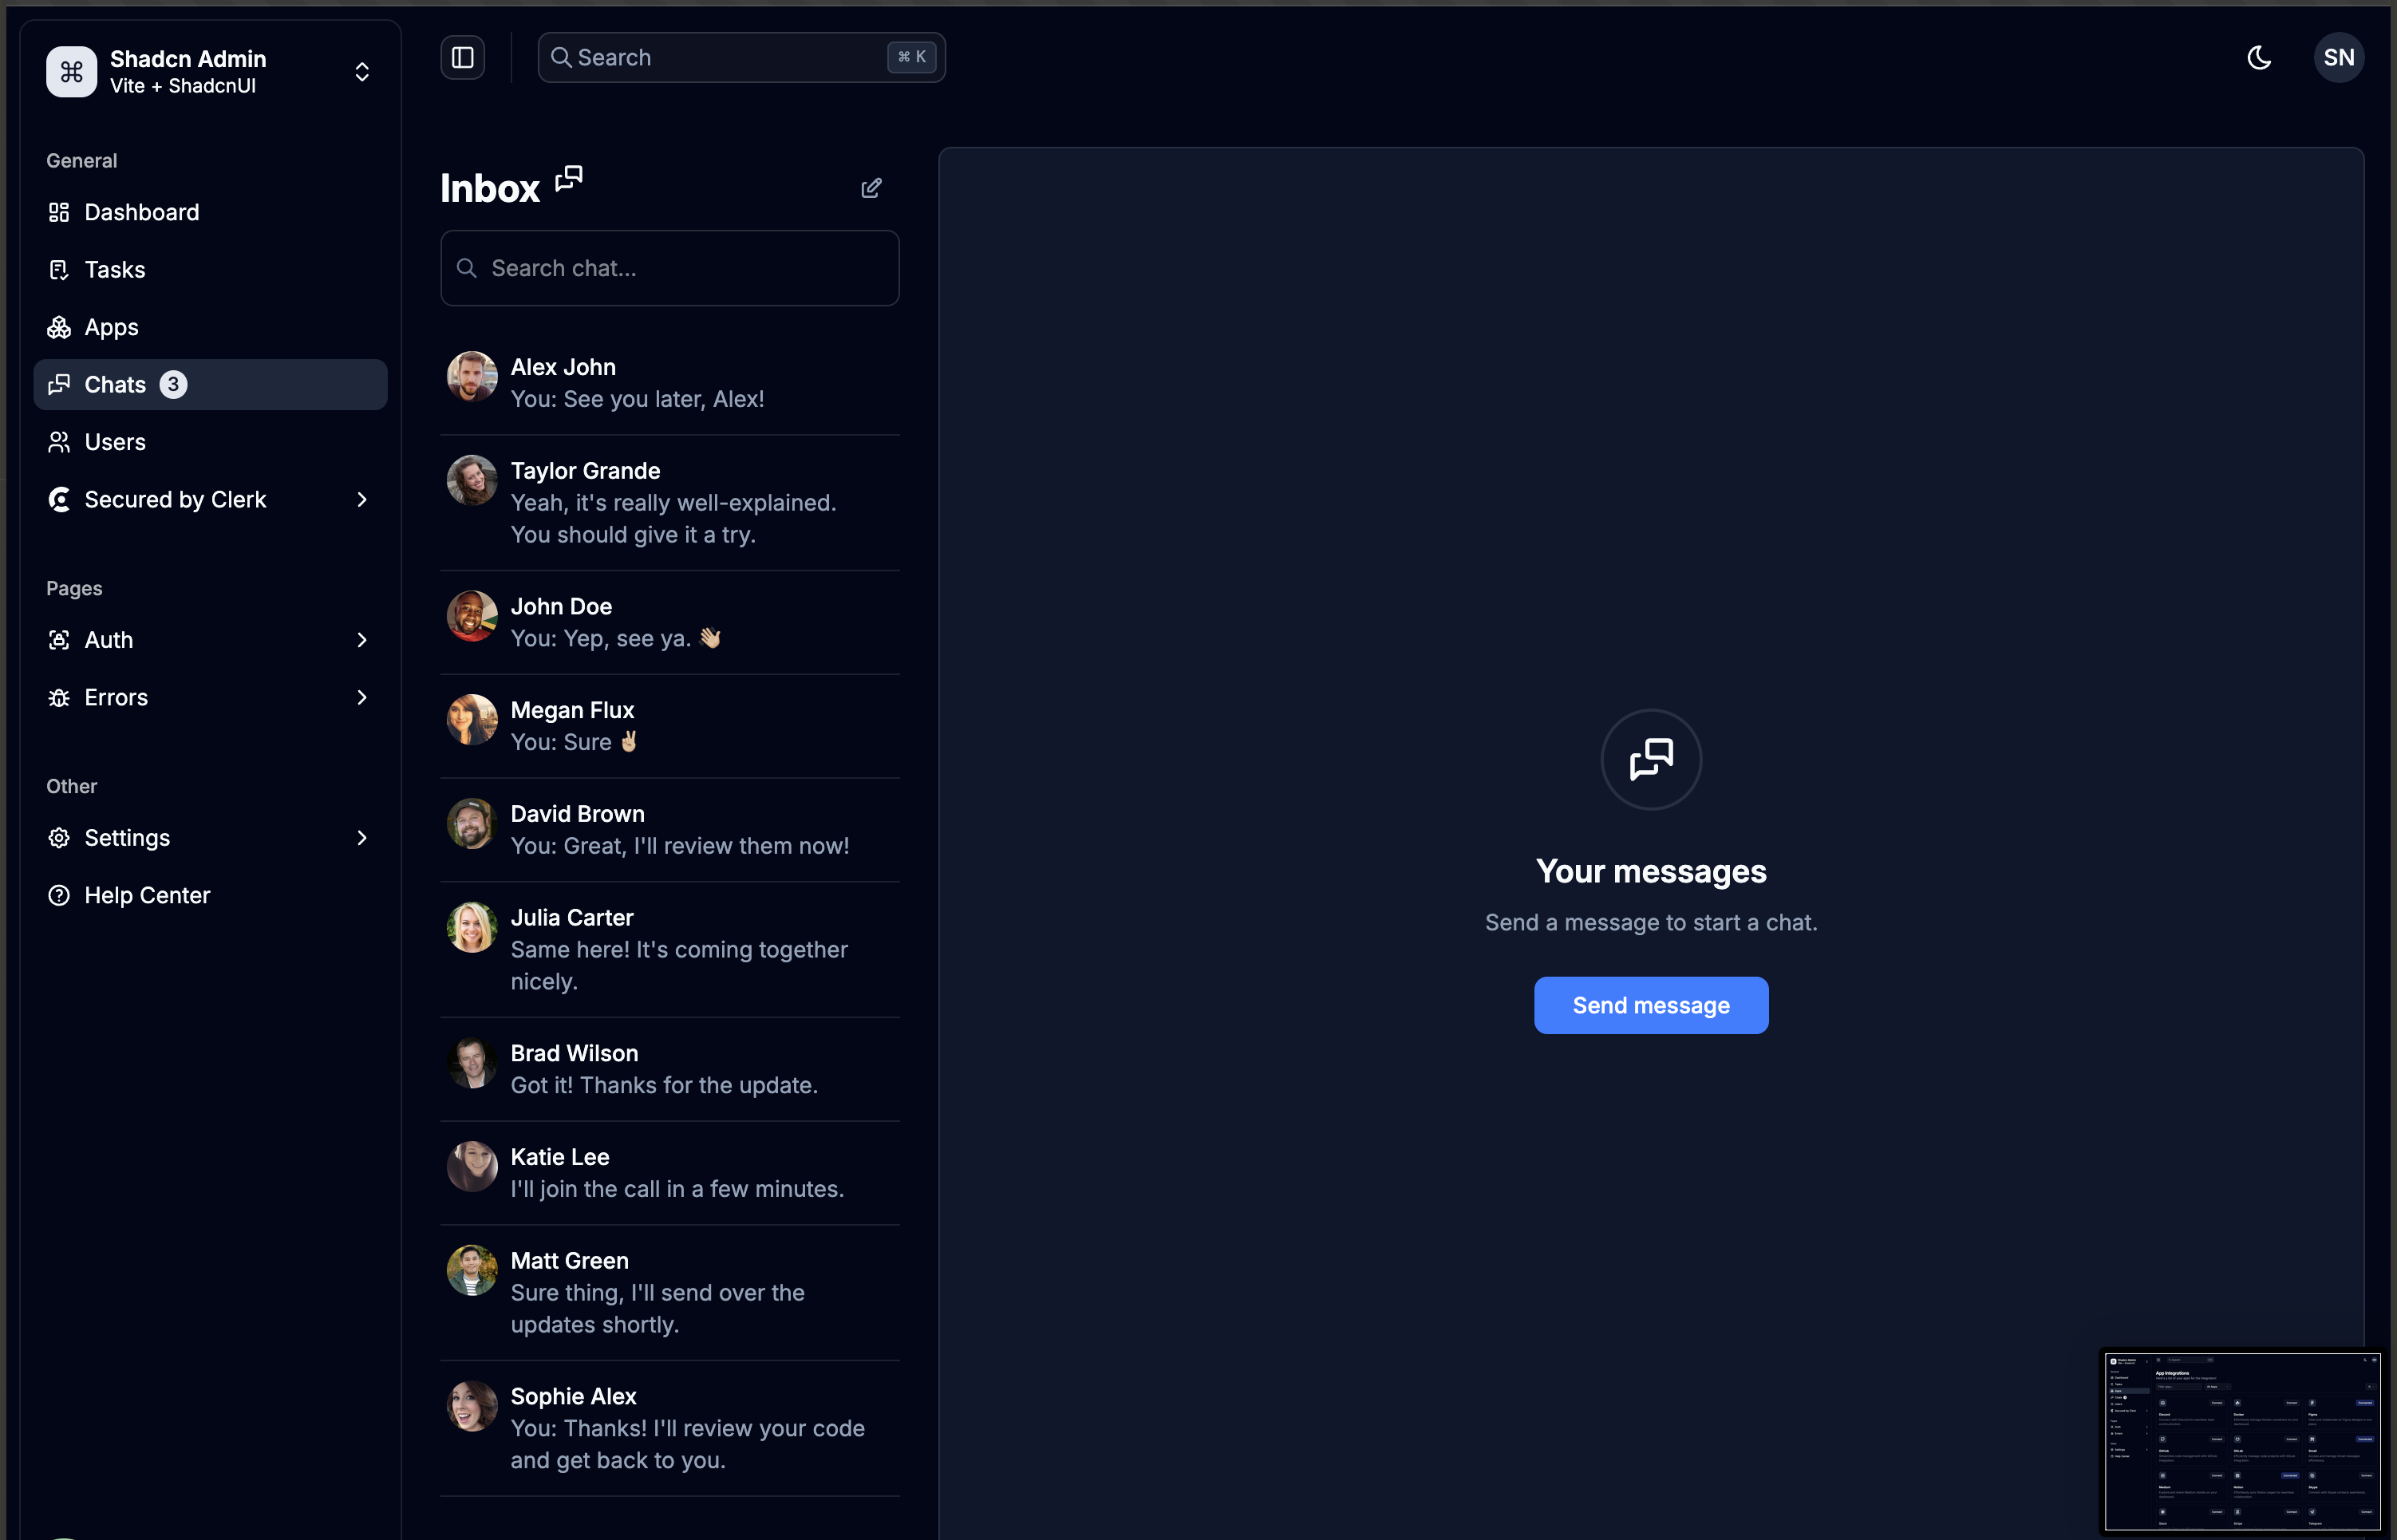 Shadcn Admin
Vite + ShadcnUI
General
Dashboard
Tasks
Apps
Chats 3
Users
Secured by Clerk
Pages
Auth
Errors
Other
Settings
Help Center
Search ⌘ K
SN
Inbox
Search chat...
Alex John
You: See you later, Alex!
Taylor Grande
Yeah, it's really well-explained.
You should give it a try.
John Doe
You: Yep, see ya. 👋🏻
Megan Flux
You: Sure ✌🏻
David Brown
You: Great, I'll review them now!
Julia Carter
Same here! It's coming together
nicely.
Brad Wilson
Got it! Thanks for the update.
Katie Lee
I'll join the call in a few minutes.
Matt Green
Sure thing, I'll send over the
updates shortly.
Sophie Alex
You: Thanks! I'll review your code
and get back to you.
Your messages
Send a message to start a chat.
Send message
App Integrations